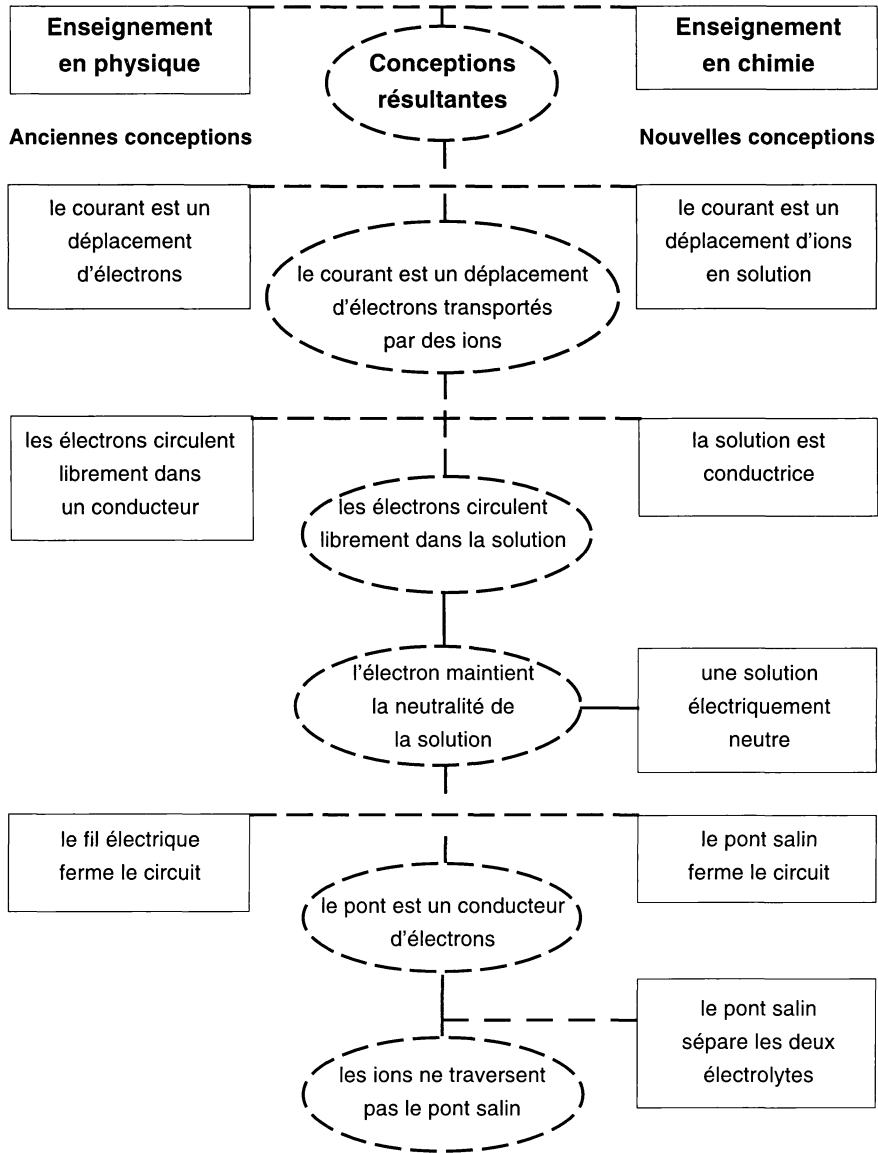 Enseignement
en physique
Conceptions
résultantes
Enseignement
en chimie
Anciennes conceptions
Nouvelles conceptions
le courant est un
déplacement
d'électrons
le courant est un déplacement
d'électrons transportés
par des ions
le courant est un
déplacement d'ions
en solution
les électrons circulent
librement dans
un conducteur
les électrons circulent
librement dans la solution
la solution est
conductrice
l'électron maintient
la neutralité de
la solution
une solution
électriquement
neutre
le fil électrique
ferme le circuit
le pont est un conducteur
d'électrons
le pont salin
ferme le circuit
le pont salin
sépare les deux
électrolytes
les ions ne traversent
pas le pont salin